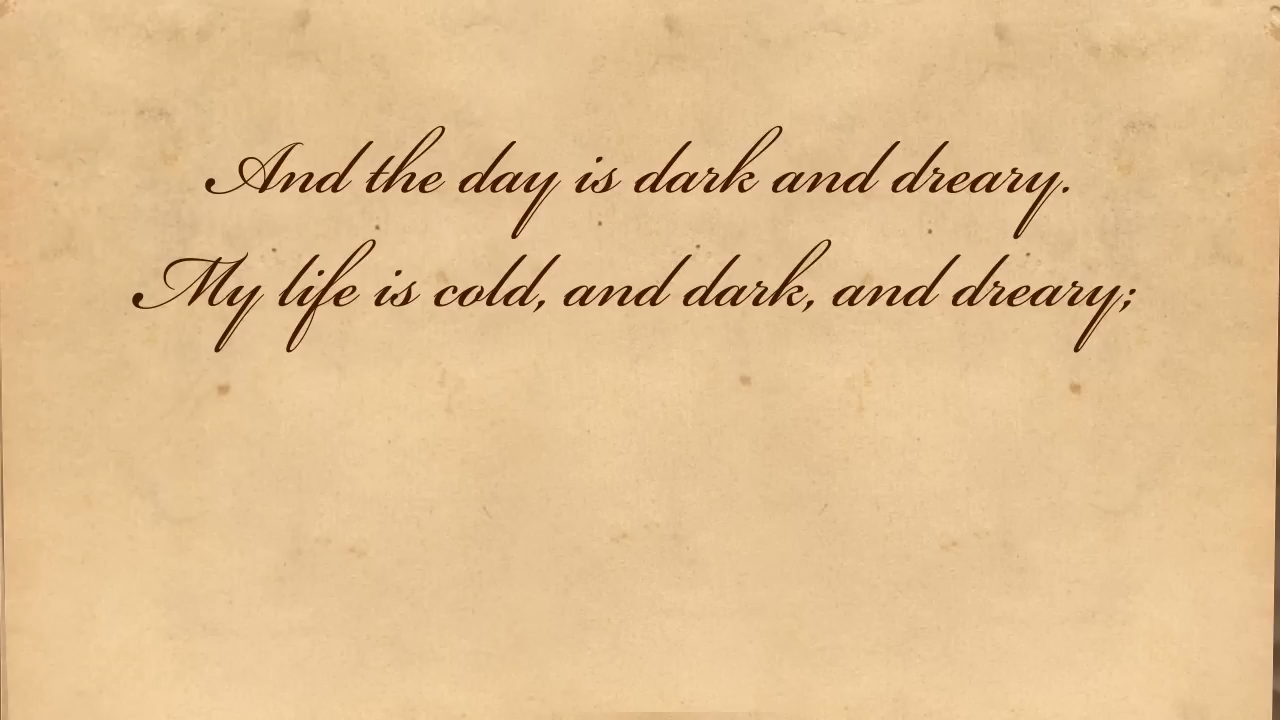 And the day is dark and dreary.
My life is cold, and dark, and dreary;